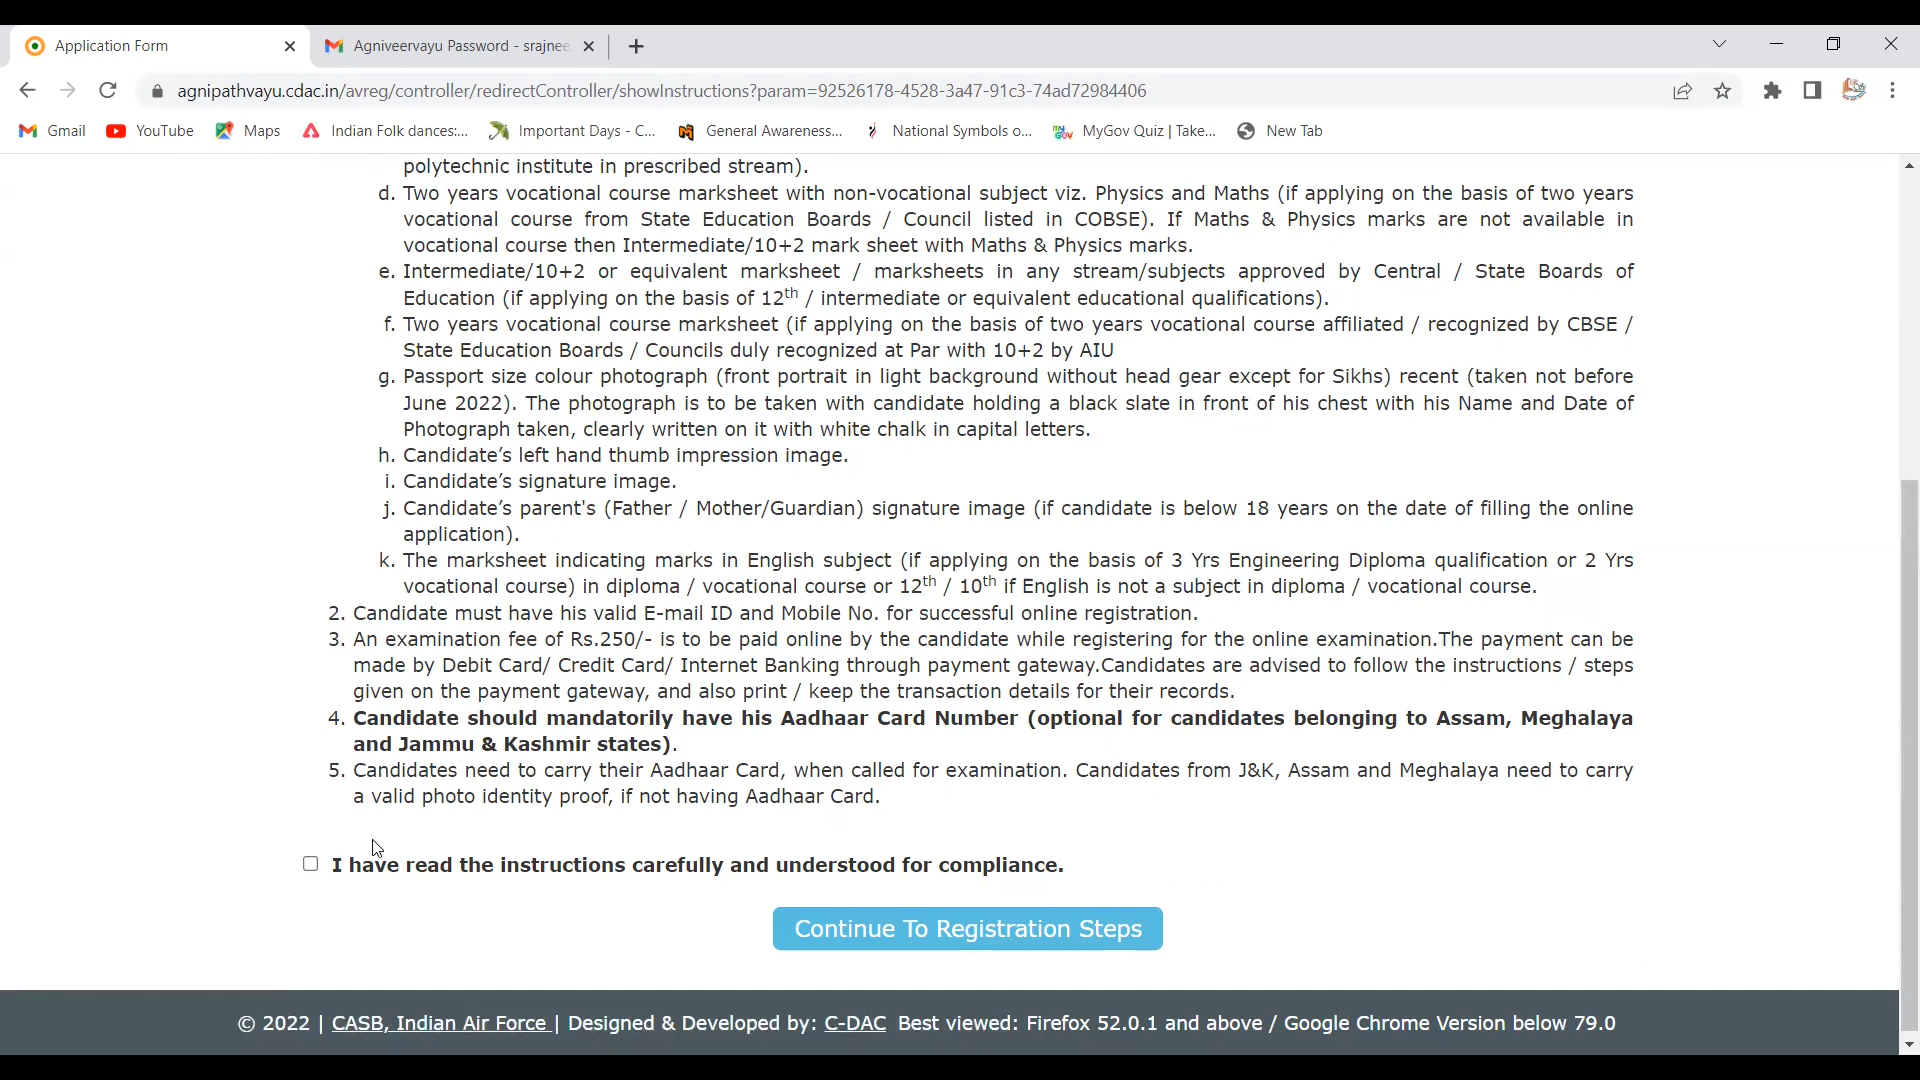 Application Form
Agniveervayu Password - srajnee
agnipathvayu.cdac.in/avreg/controller/redirectController/showInstructions?param=92526178-4528-3a47-91c3-74ad72984406
Gmail YouTube Maps Indian Folk dances:... Important Days - C... General Awareness... National Symbols o... MyGov Quiz | Take... New Tab
polytechnic institute in prescribed stream).
d. Two years vocational course marksheet with non-vocational subject viz. Physics and Maths (if applying on the basis of two years
vocational course from State Education Boards / Council listed in COBSE). If Maths & Physics marks are not available in
vocational course then Intermediate/10+2 mark sheet with Maths & Physics marks.
e. Intermediate/10+2 or equivalent marksheet / marksheets in any stream/subjects approved by Central / State Boards of
Education (if applying on the basis of 12th / intermediate or equivalent educational qualifications).
f. Two years vocational course marksheet (if applying on the basis of two years vocational course affiliated / recognized by CBSE /
State Education Boards / Councils duly recognized at Par with 10+2 by AIU
g. Passport size colour photograph (front portrait in light background without head gear except for Sikhs) recent (taken not before
June 2022). The photograph is to be taken with candidate holding a black slate in front of his chest with his Name and Date of
Photograph taken, clearly written on it with white chalk in capital letters.
h. Candidate’s left hand thumb impression image.
i. Candidate’s signature image.
j. Candidate’s parent's (Father / Mother/Guardian) signature image (if candidate is below 18 years on the date of filling the online
application).
k. The marksheet indicating marks in English subject (if applying on the basis of 3 Yrs Engineering Diploma qualification or 2 Yrs
vocational course) in diploma / vocational course or 12th / 10th if English is not a subject in diploma / vocational course.
2. Candidate must have his valid E-mail ID and Mobile No. for successful online registration.
3. An examination fee of Rs.250/- is to be paid online by the candidate while registering for the online examination.The payment can be
made by Debit Card/ Credit Card/ Internet Banking through payment gateway.Candidates are advised to follow the instructions / steps
given on the payment gateway, and also print / keep the transaction details for their records.
4. Candidate should mandatorily have his Aadhaar Card Number (optional for candidates belonging to Assam, Meghalaya
and Jammu & Kashmir states).
5. Candidates need to carry their Aadhaar Card, when called for examination. Candidates from J&K, Assam and Meghalaya need to carry
a valid photo identity proof, if not having Aadhaar Card.
I have read the instructions carefully and understood for compliance.
Continue To Registration Steps
© 2022 | CASB, Indian Air Force | Designed & Developed by: C-DAC Best viewed: Firefox 52.0.1 and above / Google Chrome Version below 79.0